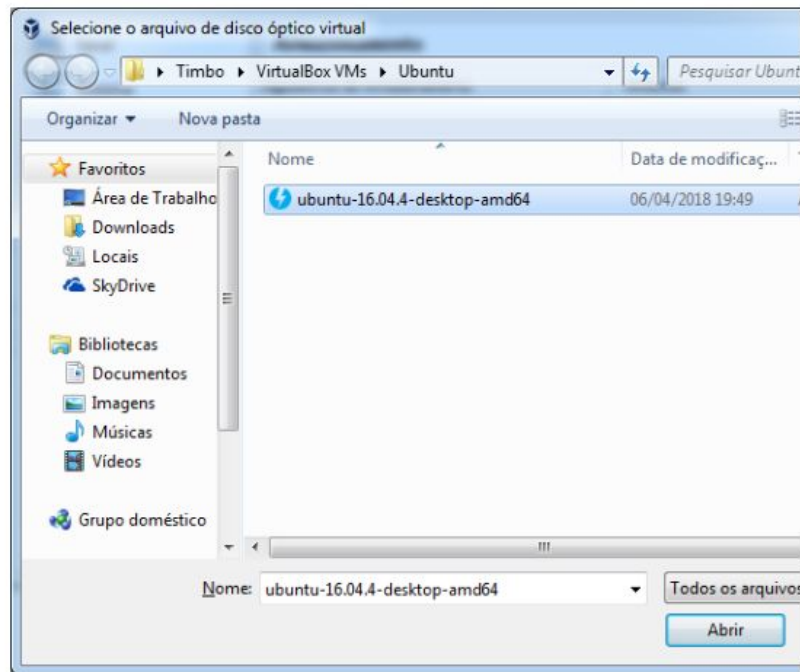 Selecione o arquivo de disco óptico virtual
Timbo VirtualBox VMs Ubuntu
Pesquisar Ubunt
Organizar Nova pasta
Favoritos
Área de Trabalho
Downloads
Locais
SkyDrive
Bibliotecas
Documentos
Imagens
Músicas
Vídeos
Grupo doméstico
Nome Data de modificaç...
ubuntu-16.04.4-desktop-amd64 06/04/2018 19:49
Nome: ubuntu-16.04.4-desktop-amd64
Todos os arquivos
Abrir